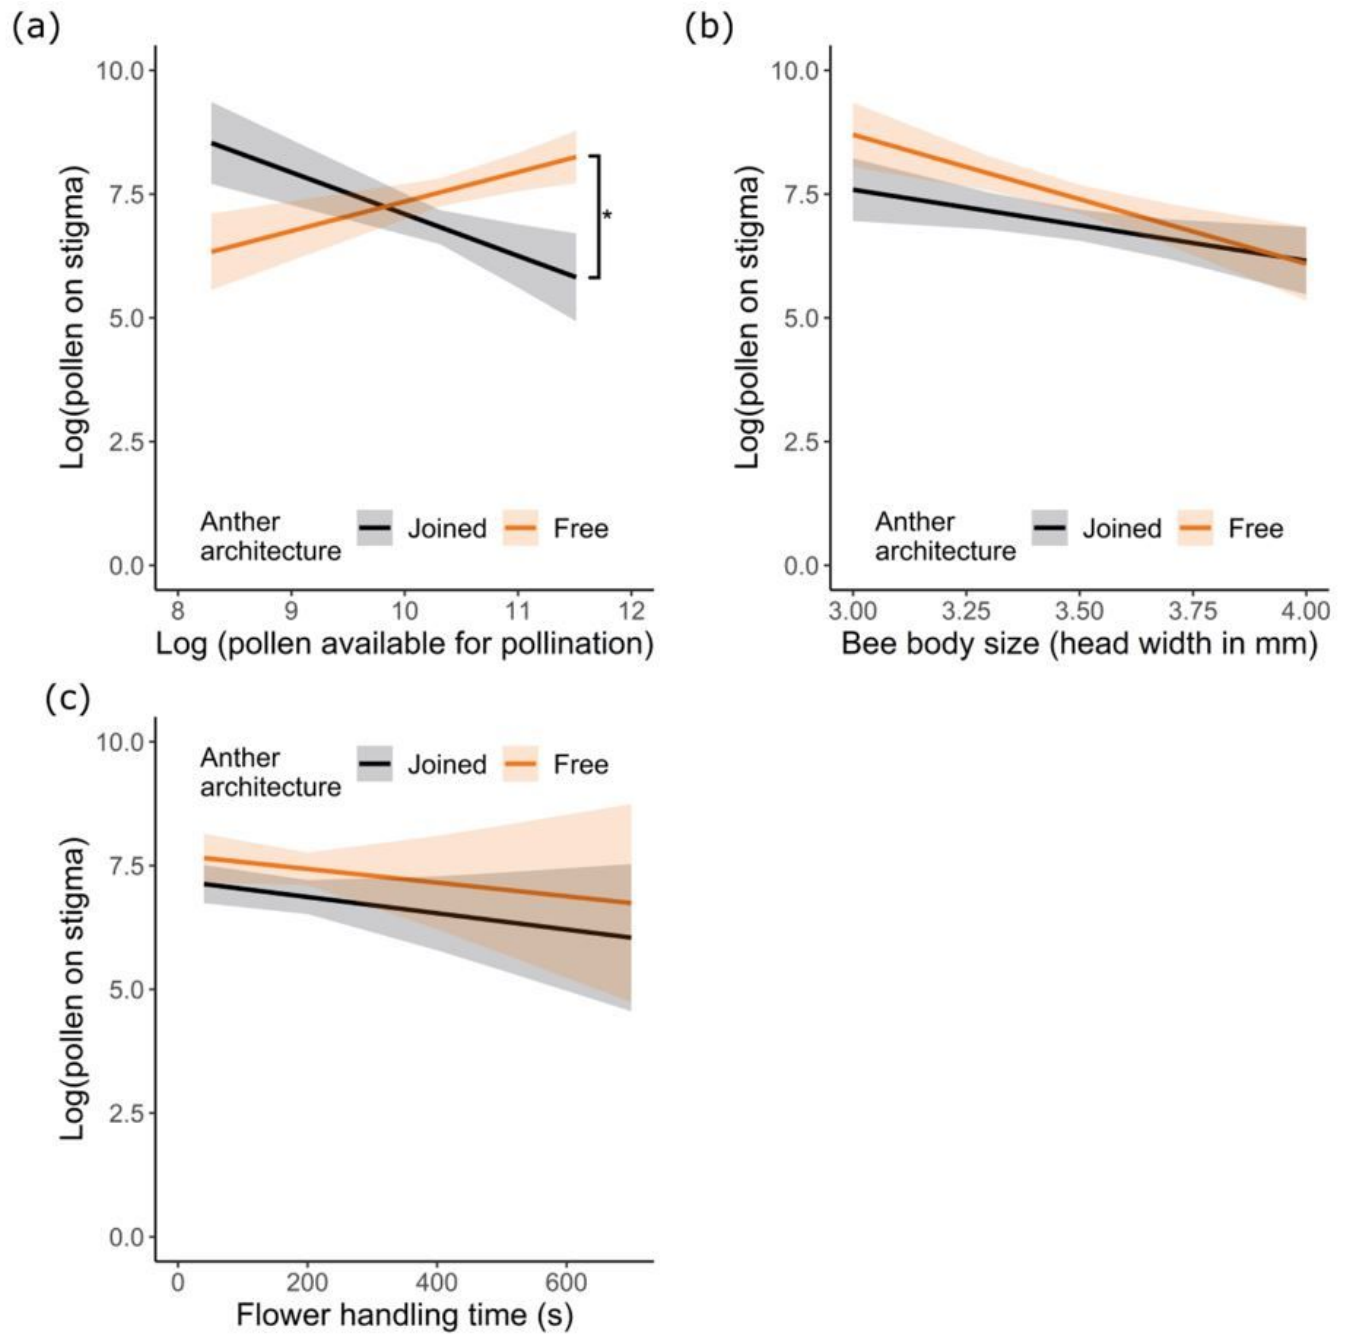 (a)
10.0
7.5
5.0
2.5
0.0
Log(pollen on stigma)
*
Anther
architecture
Joined
Free
8 9 10 11 12
Log (pollen available for pollination)
(b)
10.0
7.5
5.0
2.5
0.0
Log(pollen on stigma)
Anther
architecture
Joined
Free
3.00 3.25 3.50 3.75 4.00
Bee body size (head width in mm)
(c)
10.0
7.5
5.0
2.5
0.0
Log(pollen on stigma)
Anther
architecture
Joined
Free
0 200 400 600
Flower handling time (s)